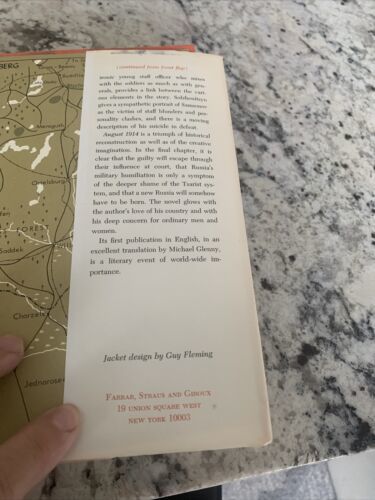 BERG
(continued from front flap)
ironic young staff officer who mixes
with the soldiers as much as with gen-
erals, provides a link between the vari-
ous elements in the story. Solzhenitsyn
gives a sympathetic portrait of Samsonov
as the victim of staff blunders and per-
sonality clashes, and there is a moving
description of his suicide in defeat.
August 1914 is a triumph of historical
reconstruction as well as of the creative
imagination. In the final chapter, it is
clear that the guilty will escape through
their influence at court, that Russia's
military humiliation is only a symptom
of the deeper shame of the Tsarist sys-
tem, and that a new Russia will somehow
have to be born. The novel glows with
the author's love of his country and with
his deep concern for ordinary men and
women.
Its first publication in English, in an
excellent translation by Michael Glenny,
is a literary event of world-wide im-
portance.
Jacket design by Guy Fleming
FARRAR, STRAUS AND GIROUX
19 UNION SQUARE WEST
NEW YORK 10003
Ortelsburg
FOREST
Charzel
Jednorose